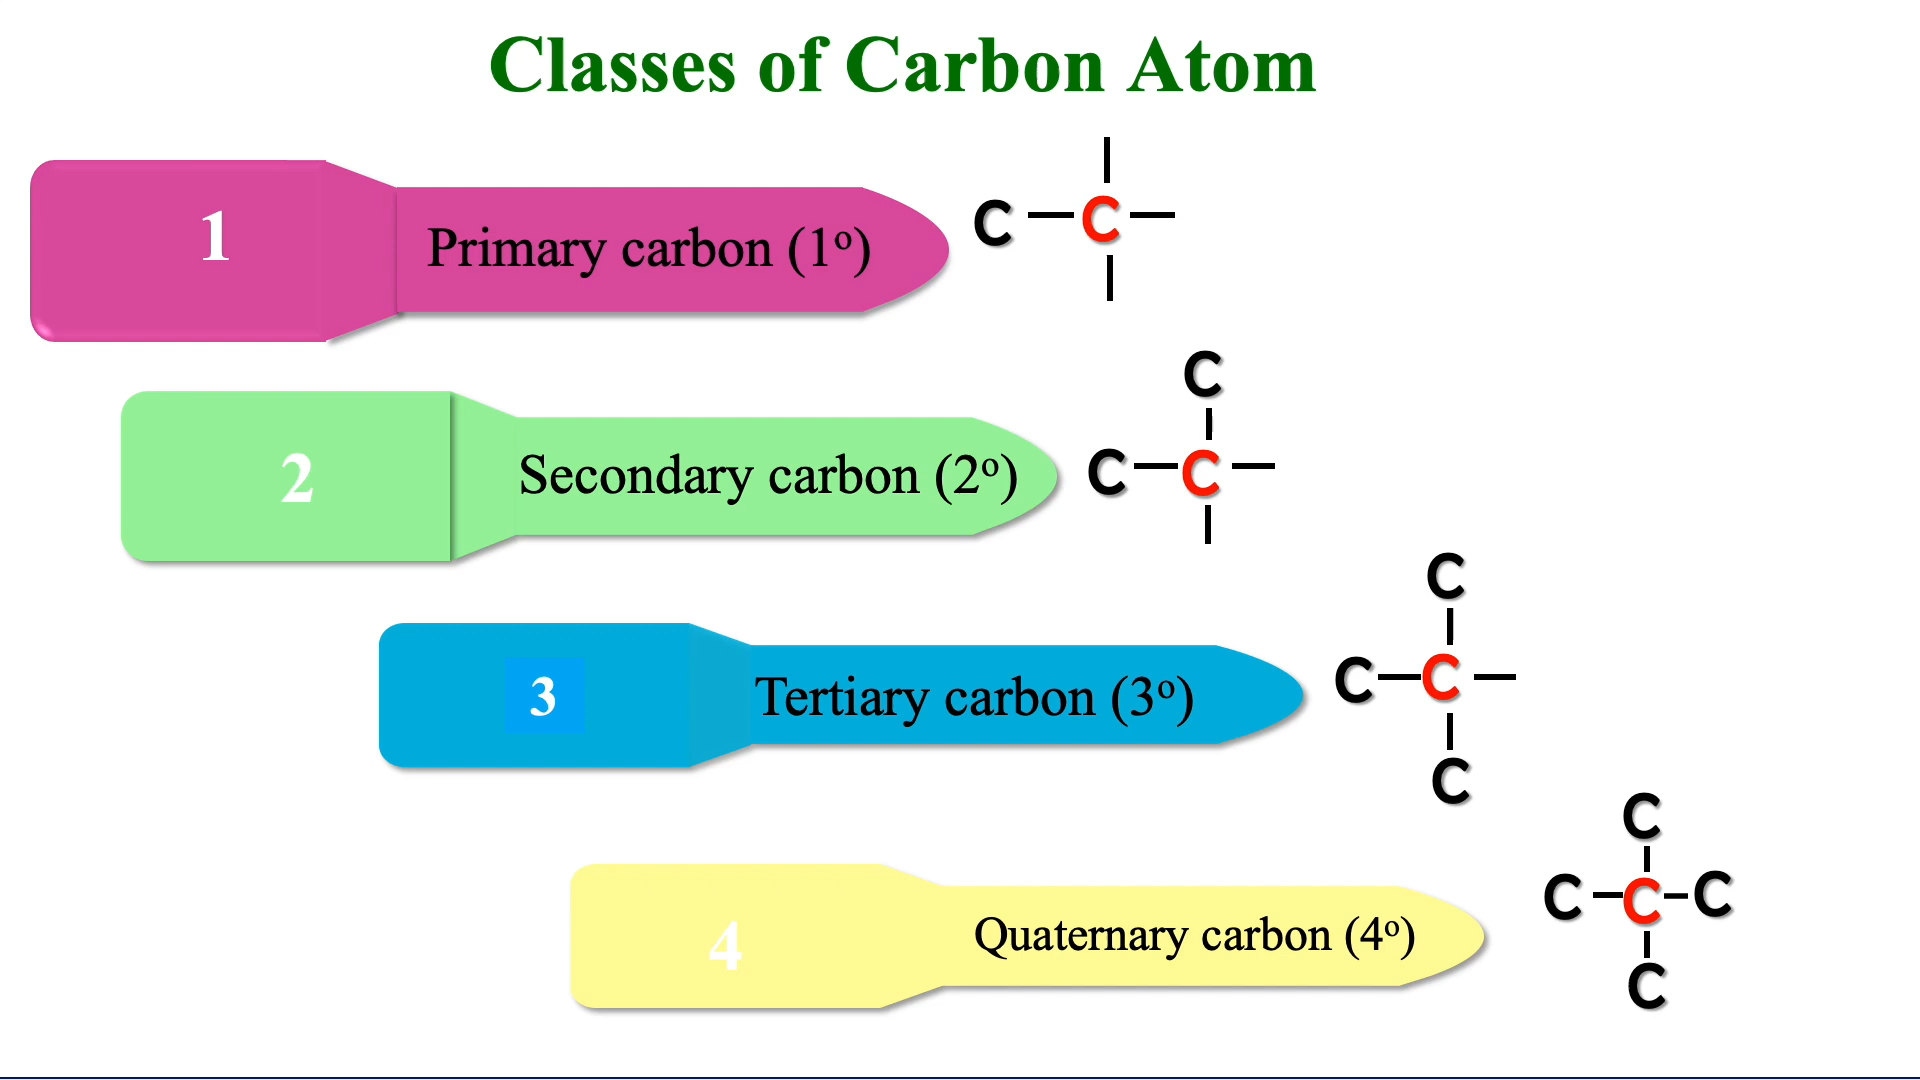 Classes of Carbon Atom
1
Primary carbon (1º)
C
C
2
Secondary carbon (2º)
C
C
C
3
Tertiary carbon (3º)
C
C
C
C
4
Quaternary carbon (4º)
C
C
C
C
C